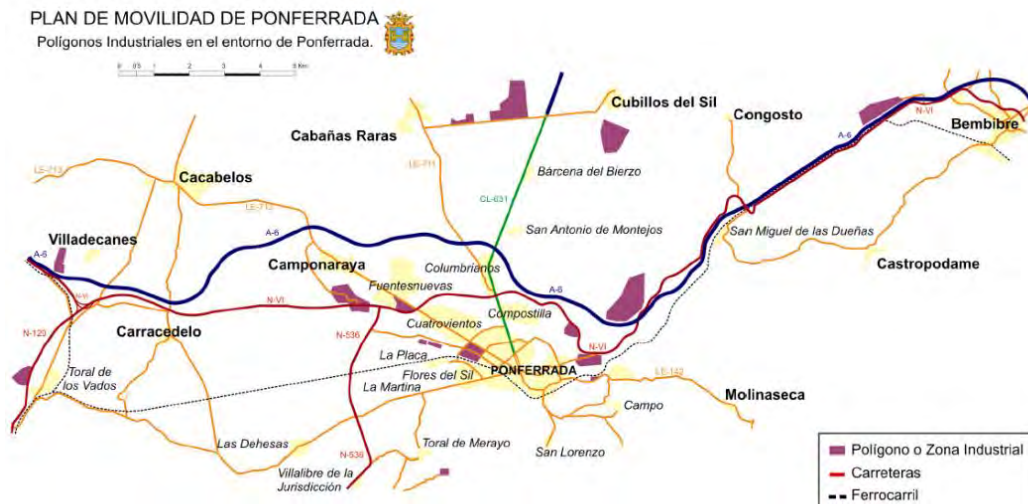 PLAN DE MOVILIDAD DE PONFERRADA
Polígonos Industriales en el entorno de Ponferrada.
0 0'5 1 2 3 4 5 Km
Cubillos del Sil
Cabañas Raras
Congosto
N-VI
A-6
Bembibre
LE-713
LE-711
Bárcena del Bierzo
Cacabelos
CL-631
LE-713
San Antonio de Montejos
San Miguel de las Dueñas
Villadecanes
A-6
Camponaraya
Columbrianos
A-6
Castropodame
Fuentesnuevas
N-VI
N-VI
Compostilla
N-120
Carracedelo
N-536
Cuatrovientos
N-VI
La Placa
PONFERRADA
Toral de
los Vados
Flores del Sil
LE-142
La Martina
Molinaseca
Campo
Las Dehesas
Toral de Merayo
San Lorenzo
N-536
Villalibre de la
Jurisdicción
Polígono o Zona Industrial
Carreteras
Ferrocarril